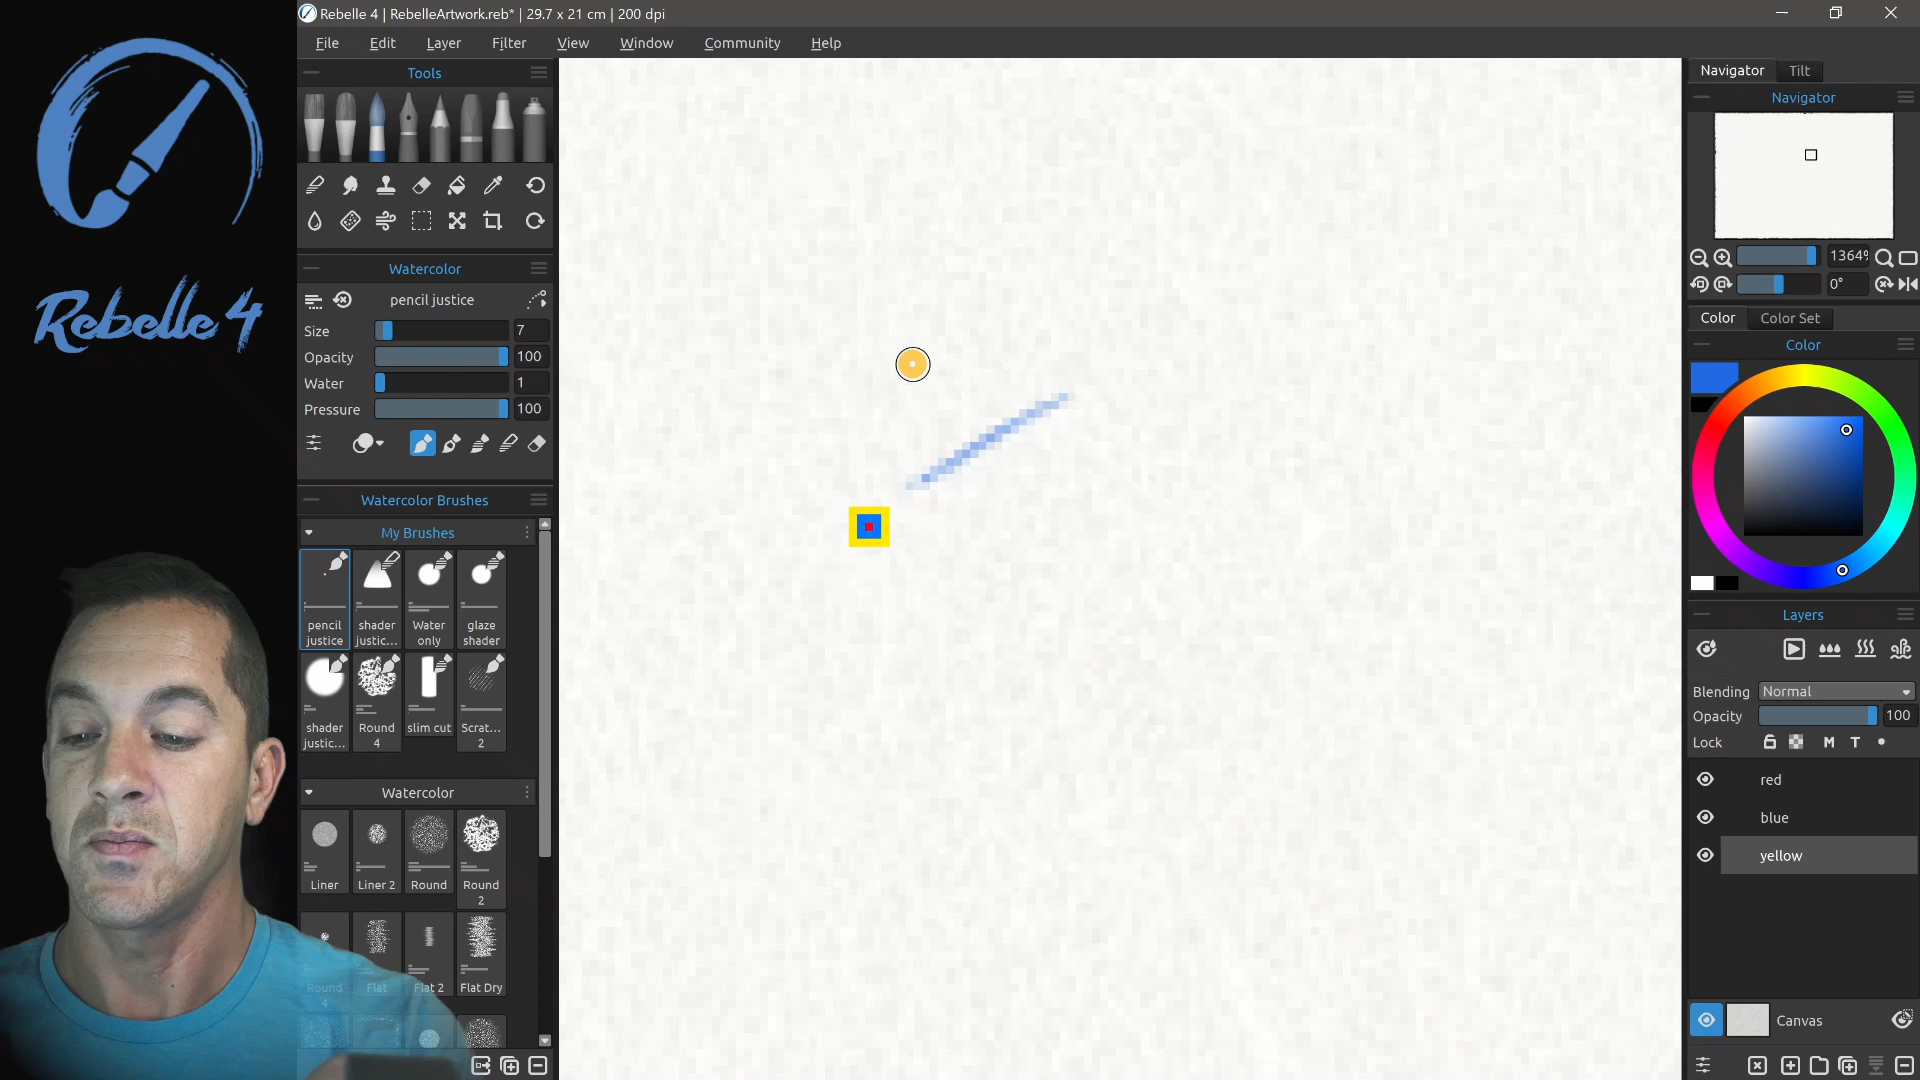 Rebelle 4 | RebelleArtwork.reb* | 29.7 x 21 cm | 200 dpi
File Edit Layer Filter View Window Community Help
Rebelle 4
Tools
Watercolor
pencil justice
Size 7
Opacity 100
Water 1
Pressure 100
Watercolor Brushes
My Brushes
pencil justice
shader justic...
Water only
glaze shader
shader justic...
Round 4
slim cut
Scrat... 2
Watercolor
Liner
Liner 2
Round
Round 2
Round 4
Flat
Flat 2
Flat Dry
Navigator Tilt
Navigator
1364%
0°
Color Color Set
Color
Layers
Blending Normal
Opacity 100
Lock M T
red
blue
yellow
Canvas